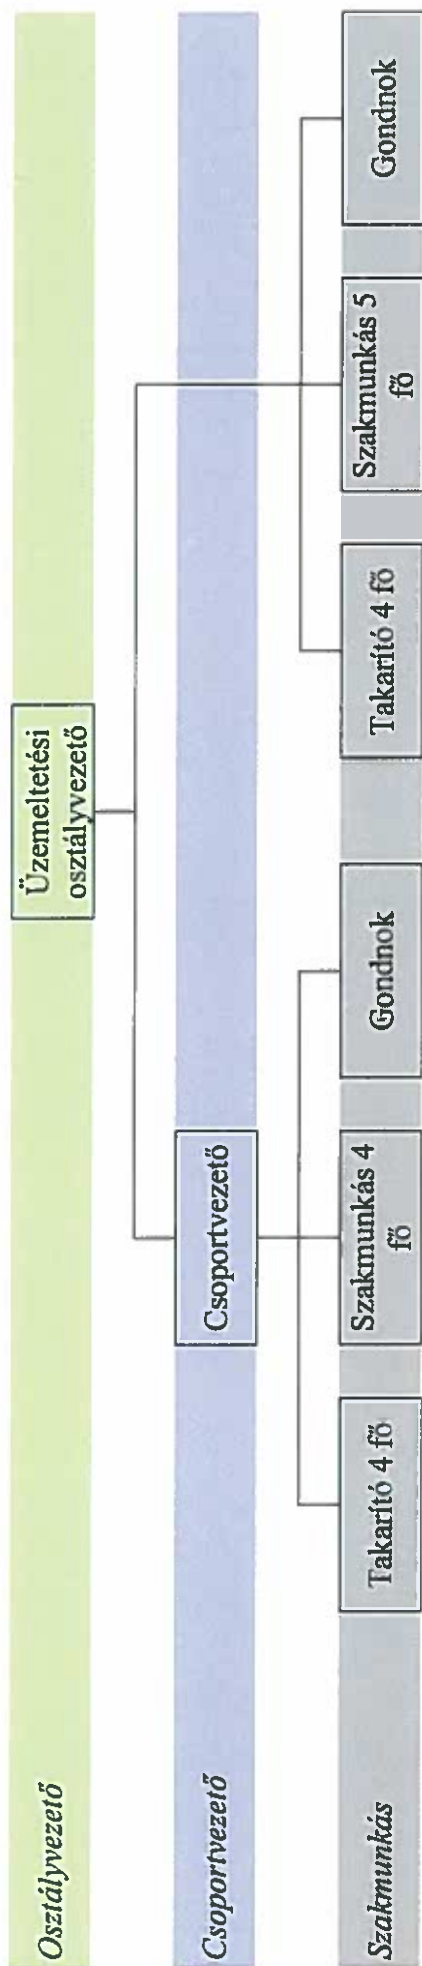 Osztályvezető
Üzemeltetési
osztályvezető
Csoportvezető
Csoportvezető
Szakmunkás
Takarító 4 fő
Szakmunkás 4
fő
Gondnok
Takarító 4 fő
Szakmunkás 5
fő
Gondnok